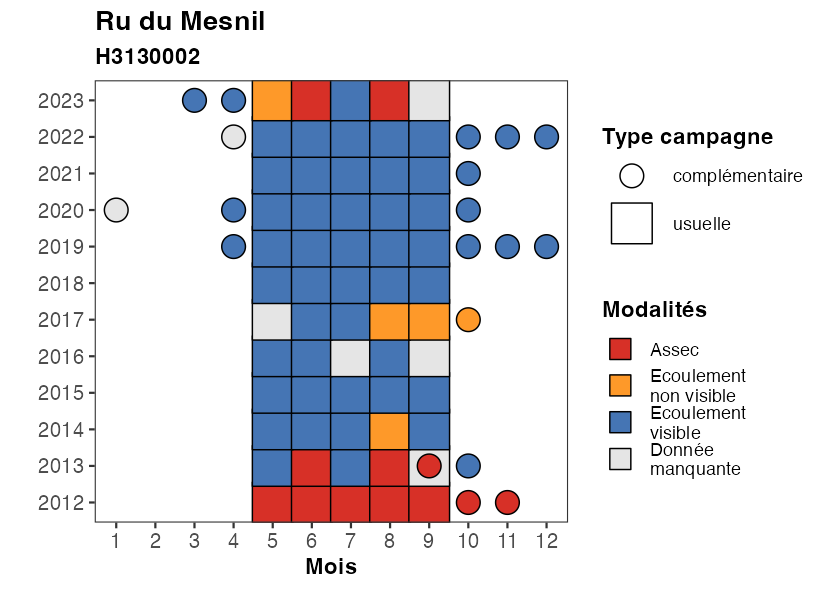 Ru du Mesnil
H3130002
2023
2022
2021
2020
2019
2018
2017
2016
2015
2014
2013
2012
1 2 3 4 5 6 7 8 9 10 11 12
Mois
Type campagne
complémentaire
usuelle
Modalités
Assec
Ecoulement
non visible
Ecoulement
visible
Donnée
manquante